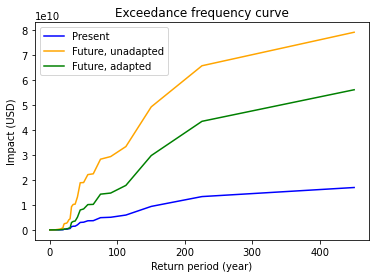 Exceedance frequency curve
1e10
Present
Future, unadapted
Future, adapted
Impact (USD)
8
7
6
5
4
3
2
1
0
0 100 200 300 400
Return period (year)